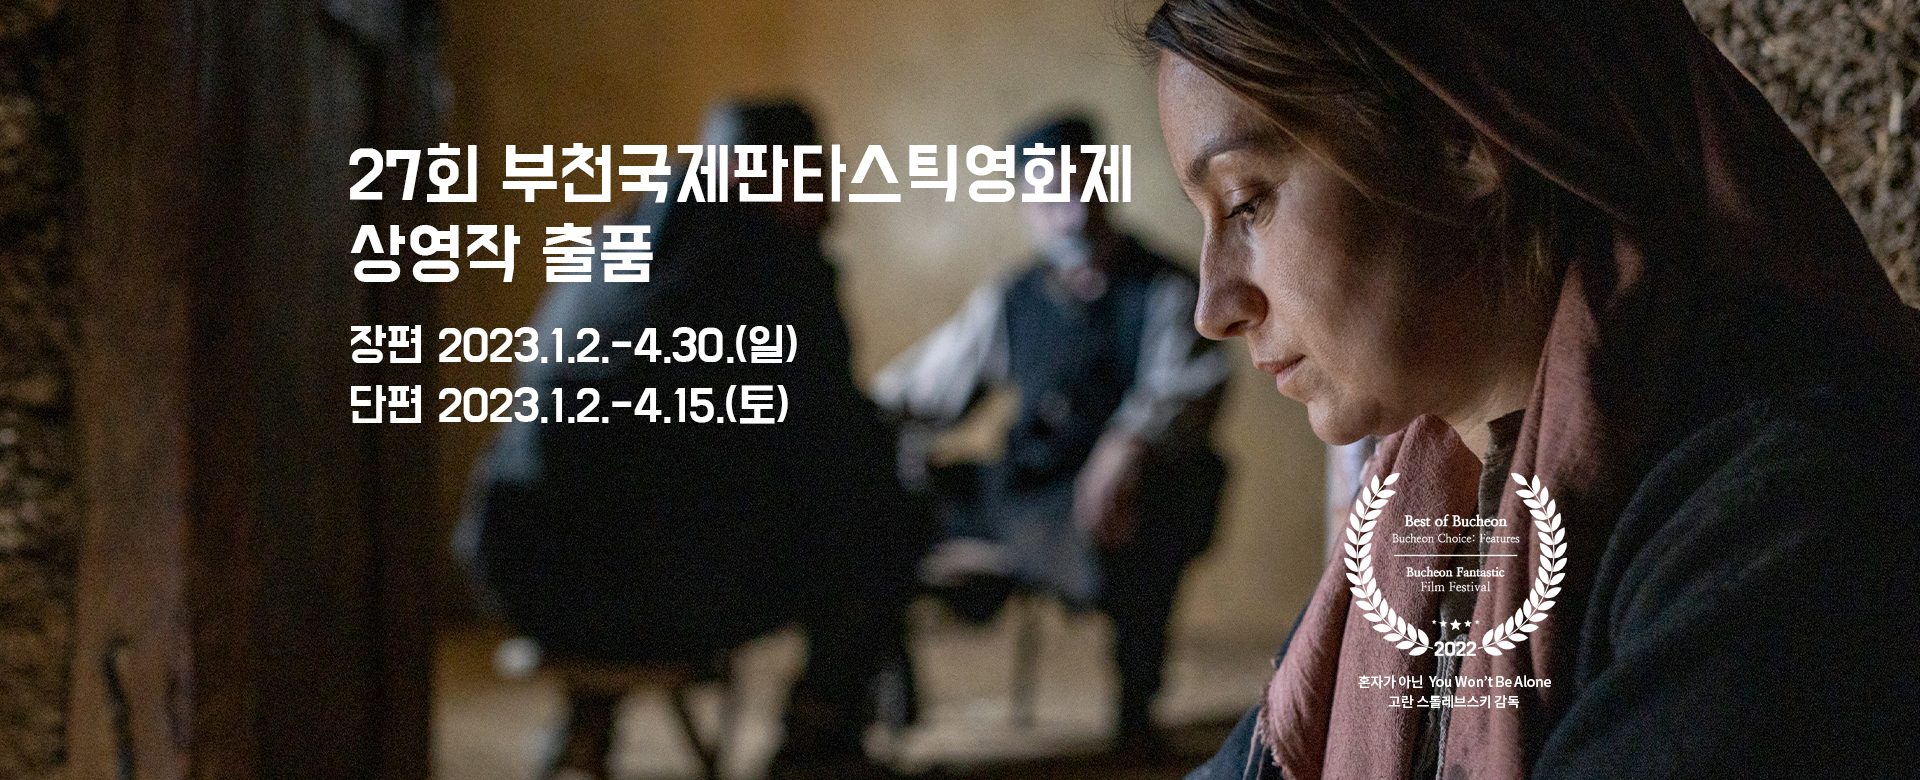 27회 부천국제판타스틱영화제
상영작 출품
장편 2023.1.2.-4.30.(일)
단편 2023.1.2.-4.15.(토)
Best of Bucheon
Bucheon Choice: Features
Bucheon Fantastic
Film Festival
2022
혼자가 아닌 You Won't Be Alone
고란 스톨레브스키 감독